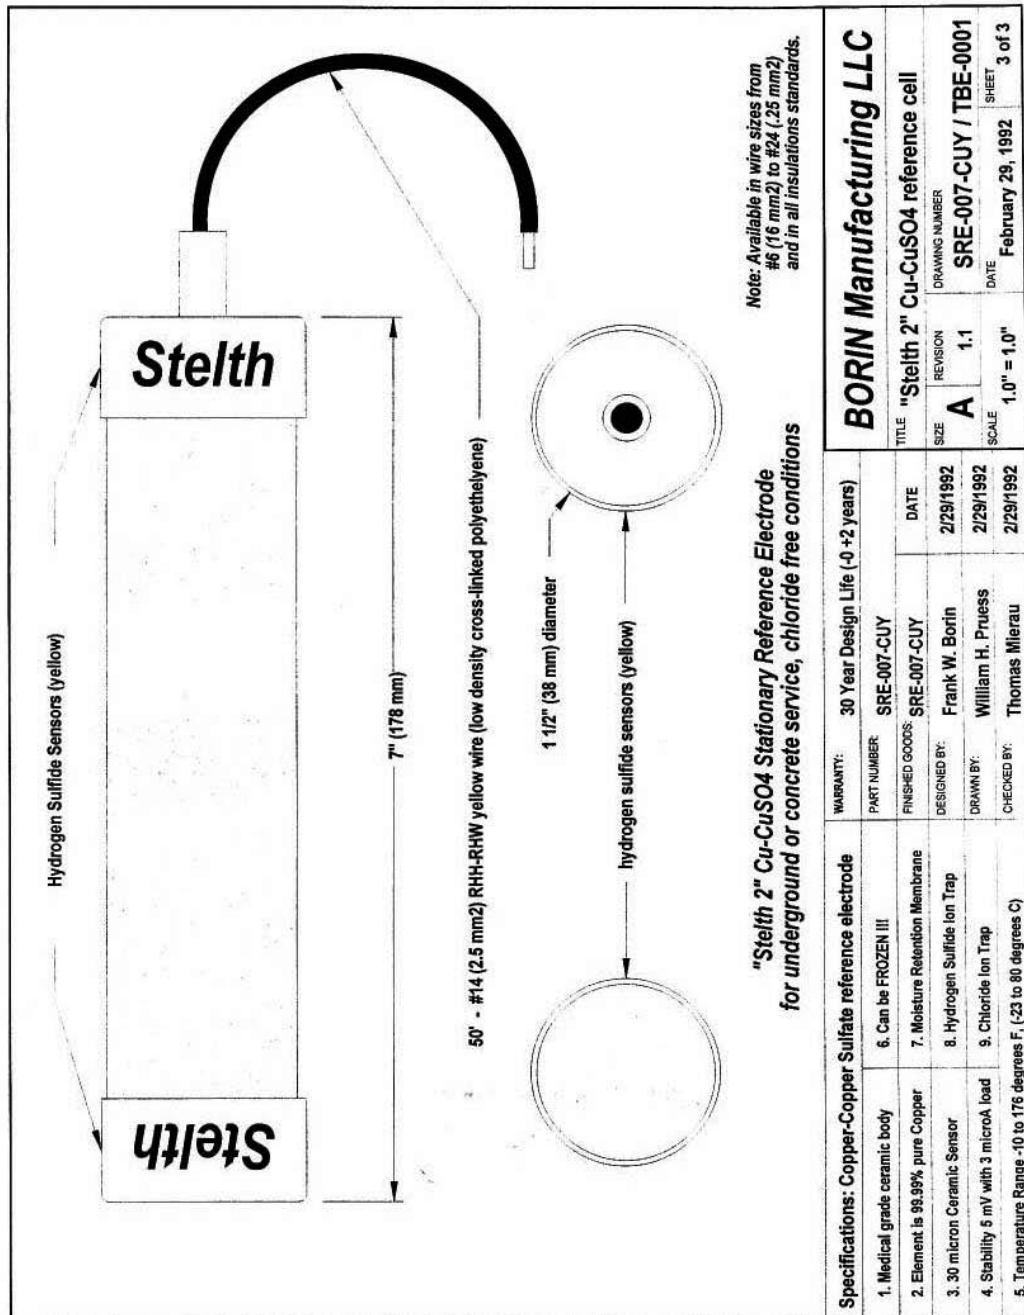 Hydrogen Sulfide Sensors (yellow)
Stelth
Stelth
7" (178 mm)
50' - #14 (2.5 mm2) RHH-RHW yellow wire (low density cross-linked polyethelyene)
1 1/2" (38 mm) diameter
hydrogen sulfide sensors (yellow)
Note: Available in wire sizes from
#6 (16 mm2) to #24 (.25 mm2)
and in all insulations standards.
"Stelth 2" Cu-CuSO4 Stationary Reference Electrode
for underground or concrete service, chloride free conditions
Specifications: Copper-Copper Sulfate reference electrode
1. Medical grade ceramic body
2. Element is 99.99% pure Copper
3. 30 micron Ceramic Sensor
4. Stability 5 mV with 3 microA load
5. Temperature Range -10 to 176 degrees F, (-23 to 80 degrees C)
6. Can be FROZEN !!!
7. Moisture Retention Membrane
8. Hydrogen Sulfide Ion Trap
9. Chloride Ion Trap
WARRANTY: 30 Year Design Life (-0 +2 years)
PART NUMBER: SRE-007-CUY
FINISHED GOODS: SRE-007-CUY DATE
DESIGNED BY: Frank W. Borin 2/29/1992
DRAWN BY: William H. Pruess 2/29/1992
CHECKED BY: Thomas Mierau 2/29/1992
BORIN Manufacturing LLC
TITLE "Stelth 2" Cu-CuSO4 reference cell
SIZE A
REVISION 1.1
DRAWING NUMBER SRE-007-CUY / TBE-0001
SCALE 1.0" = 1.0"
DATE February 29, 1992
SHEET 3 of 3